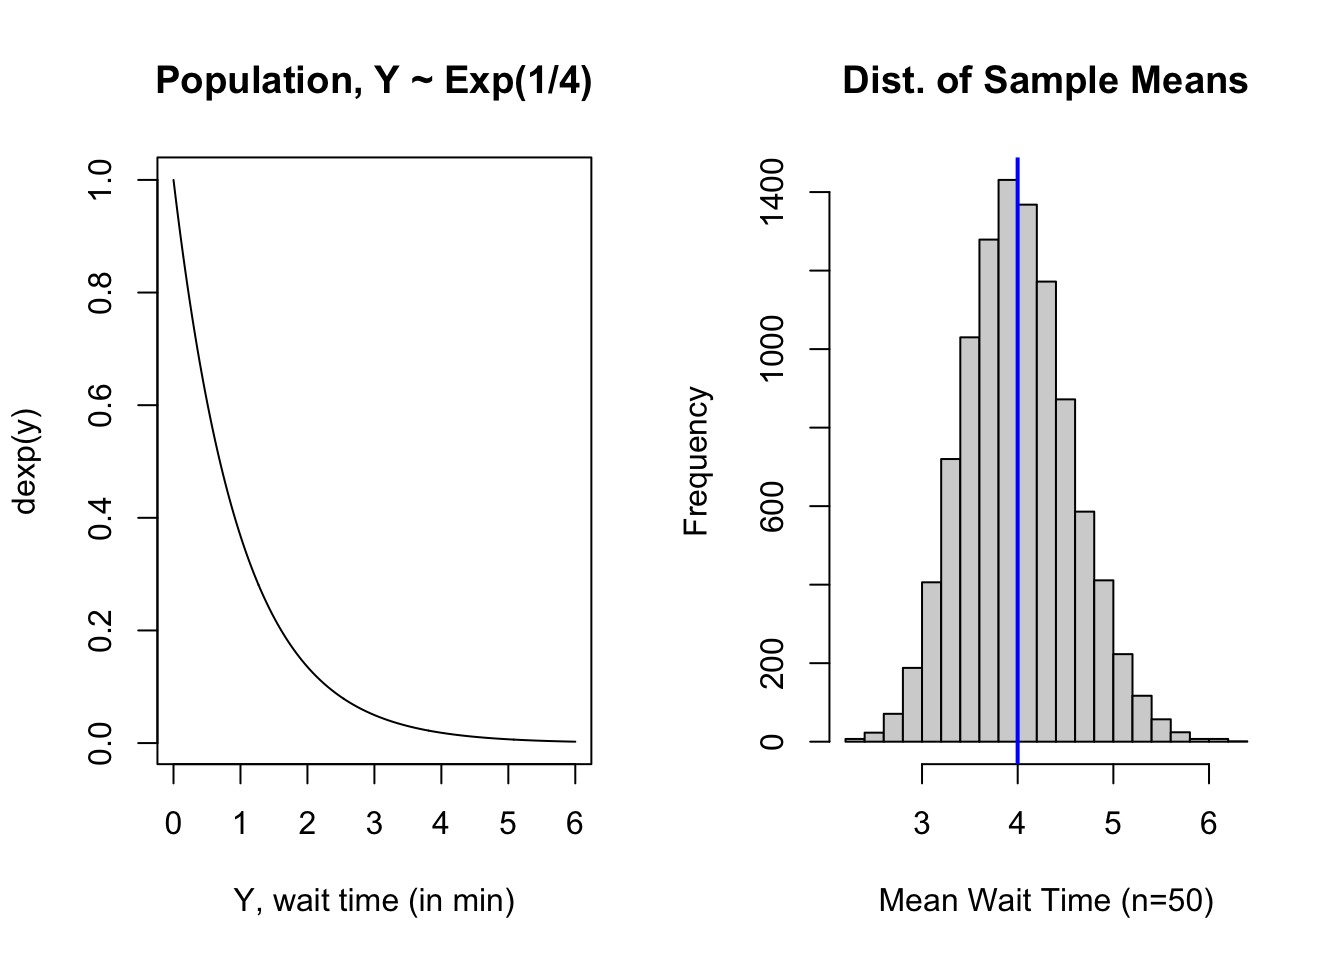 Population, Y ~ Exp(1/4)
dexp(y)
1.0
0.8
0.6
0.4
0.2
0.0
0 1 2 3 4 5 6
Y, wait time (in min)
Dist. of Sample Means
Frequency
1400
1000
600
200
0
3 4 5 6
Mean Wait Time (n=50)